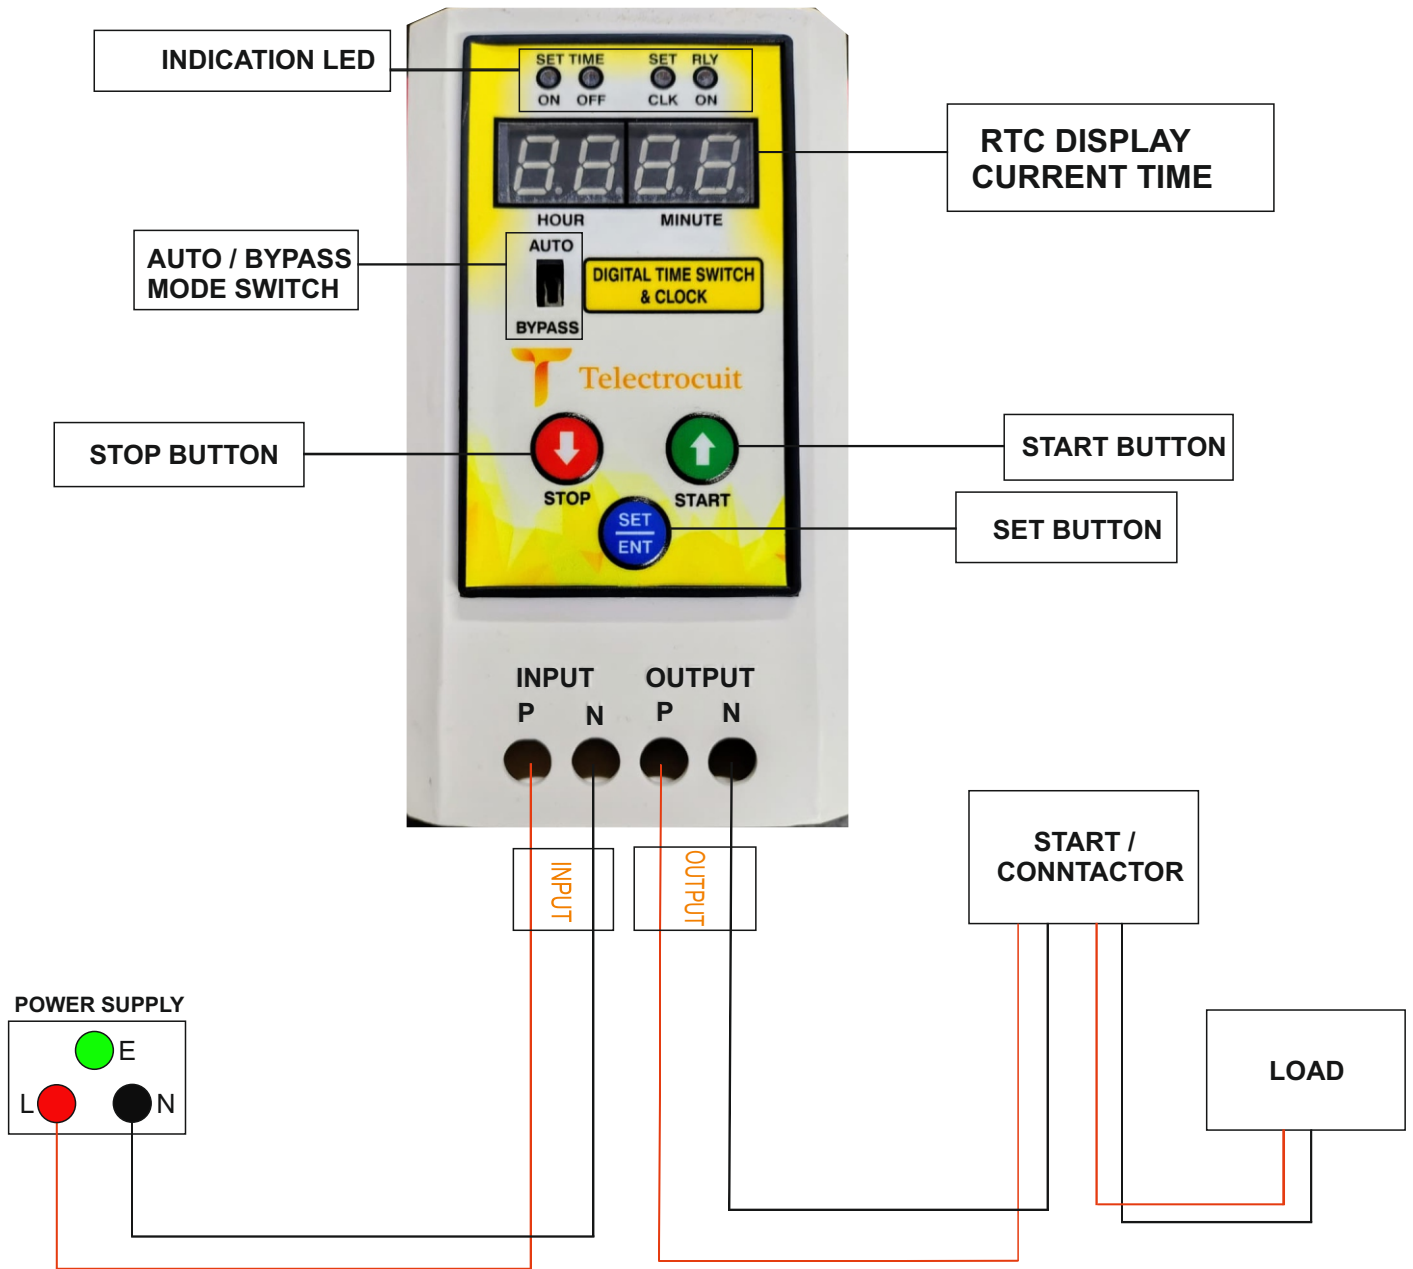 INDICATION LED
SET TIME
SET RLY
ON OFF
CLK ON
RTC DISPLAY
CURRENT TIME
HOUR MINUTE
AUTO
BYPASS
AUTO / BYPASS
MODE SWITCH
DIGITAL TIME SWITCH
& CLOCK
Telectrocuit
STOP BUTTON
START BUTTON
STOP
START
SET
ENT
SET BUTTON
INPUT OUTPUT
P N P N
INPUT
OUTPUT
START /
CONNTACTOR
POWER SUPPLY
E
L N
LOAD